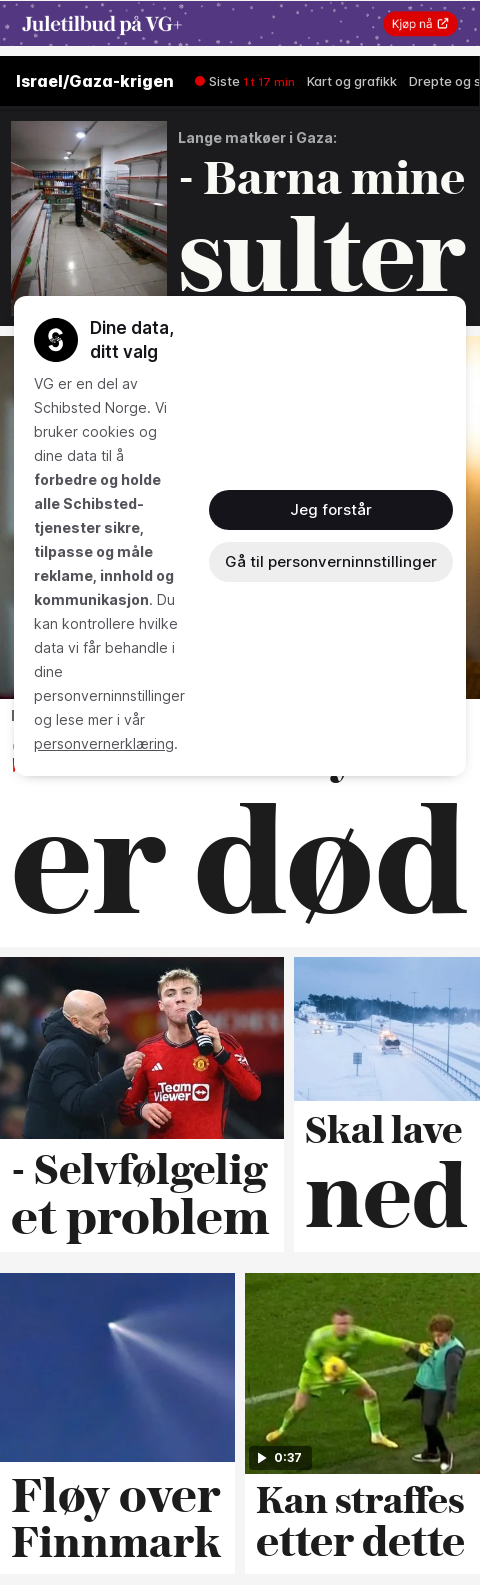 Juletilbud på VG+
Kjøp nå
Israel/Gaza-krigen
Siste 1 t 17 min
Kart og grafikk
Drepte og s
Lange matkøer i Gaza:
- Barna mine
sulter
Dine data,
ditt valg
VG er en del av
Schibsted Norge. Vi
bruker cookies og
dine data til å
forbedre og holde
alle Schibsted-
tjenester sikre,
tilpasse og måle
reklame, innhold og
kommunikasjon. Du
kan kontrollere hvilke
data vi får behandle i
dine
personverninnstillinger
og lese mer i vår
personvernerklæring.
Jeg forstår
Gå til personverninnstillinger
er død
TeamViewer
- Selvfølgelig
et problem
Skal lave
ned
Fløy over
Finnmark
0:37
Kan straffes
etter dette